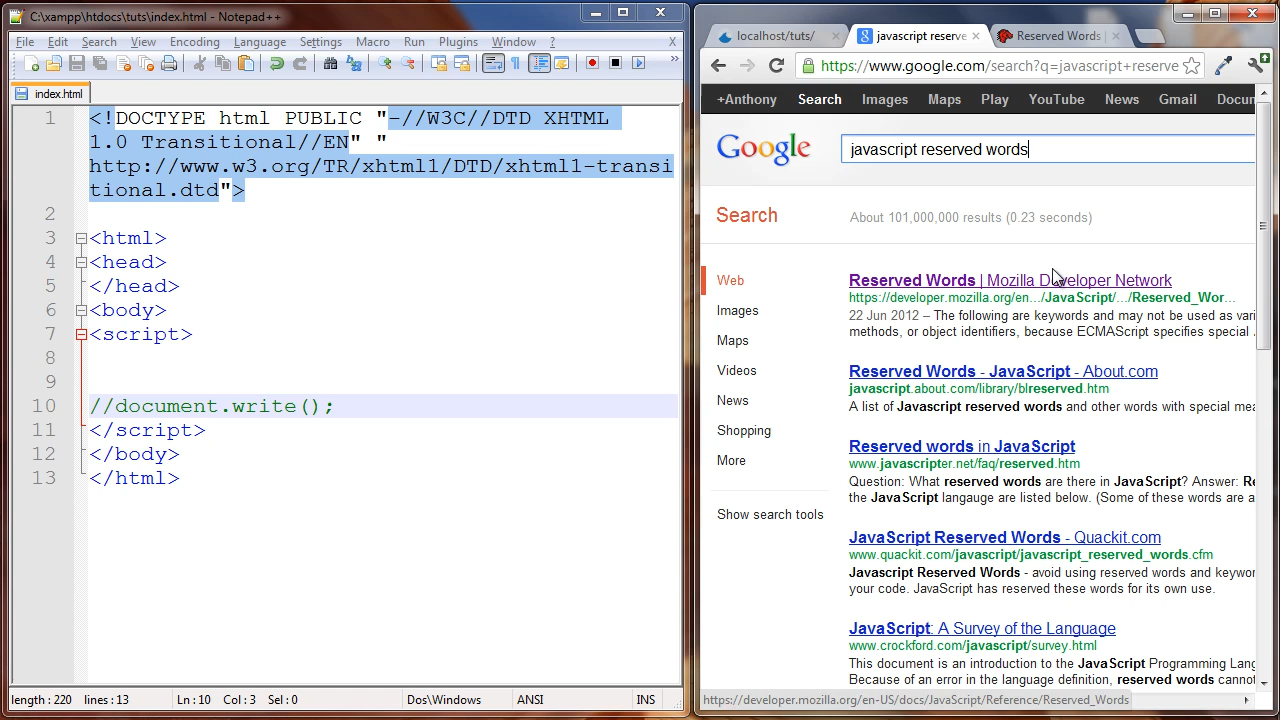 C:\xampp\htdocs\tuts\index.html - Notepad++
File Edit Search View Encoding Language Settings Macro Run Plugins Window ? X
index.html
1 <!DOCTYPE html PUBLIC "-//W3C//DTD XHTML
1.0 Transitional//EN" "
http://www.w3.org/TR/xhtml1/DTD/xhtml1-transi
tional.dtd">
2
3 <html>
4 <head>
5 </head>
6 <body>
7 <script>
8
9
10 //document.write();
11 </script>
12 </body>
13 </html>
length : 220 lines : 13 Ln : 10 Col : 3 Sel : 0 Dos\Windows ANSI INS
localhost/tuts/ javascript reserve Reserved Words |
https://www.google.com/search?q=javascript+reserve
+Anthony Search Images Maps Play YouTube News Gmail Docum
Google javascript reserved words
Search About 101,000,000 results (0.23 seconds)
Web
Images
Maps
Videos
News
Shopping
More
Show search tools
Reserved Words | Mozilla Developer Network
https://developer.mozilla.org/en.../JavaScript/.../Reserved_Wor...
22 Jun 2012 – The following are keywords and may not be used as vari
methods, or object identifiers, because ECMAScript specifies special .
Reserved Words - JavaScript - About.com
javascript.about.com/library/blreserved.htm
A list of Javascript reserved words and other words with special mea
Reserved words in JavaScript
www.javascripter.net/faq/reserved.htm
Question: What reserved words are there in JavaScript? Answer: Re
the JavaScript langauge are listed below. (Some of these words are a
JavaScript Reserved Words - Quackit.com
www.quackit.com/javascript/javascript_reserved_words.cfm
Javascript Reserved Words - avoid using reserved words and keywor
your code. JavaScript has reserved these words for its own use.
JavaScript: A Survey of the Language
www.crockford.com/javascript/survey.html
This document is an introduction to the JavaScript Programming Lang
Because of an error in the language definition, reserved words cannot
https://developer.mozilla.org/en-US/docs/JavaScript/Reference/Reserved_Words